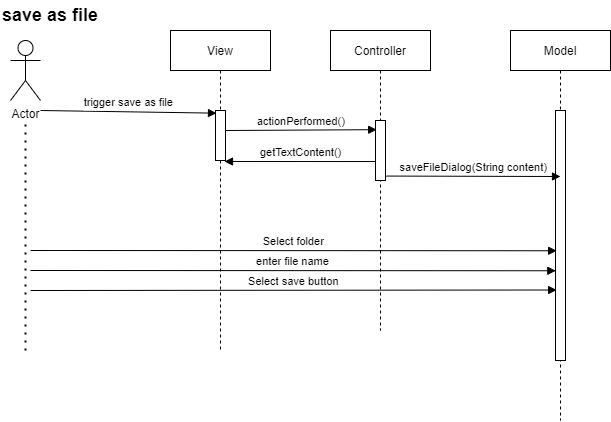 save as file
View
Controller
Model
Actor
trigger save as file
actionPerformed()
getTextContent()
saveFileDialog(String content)
Select folder
enter file name
Select save button